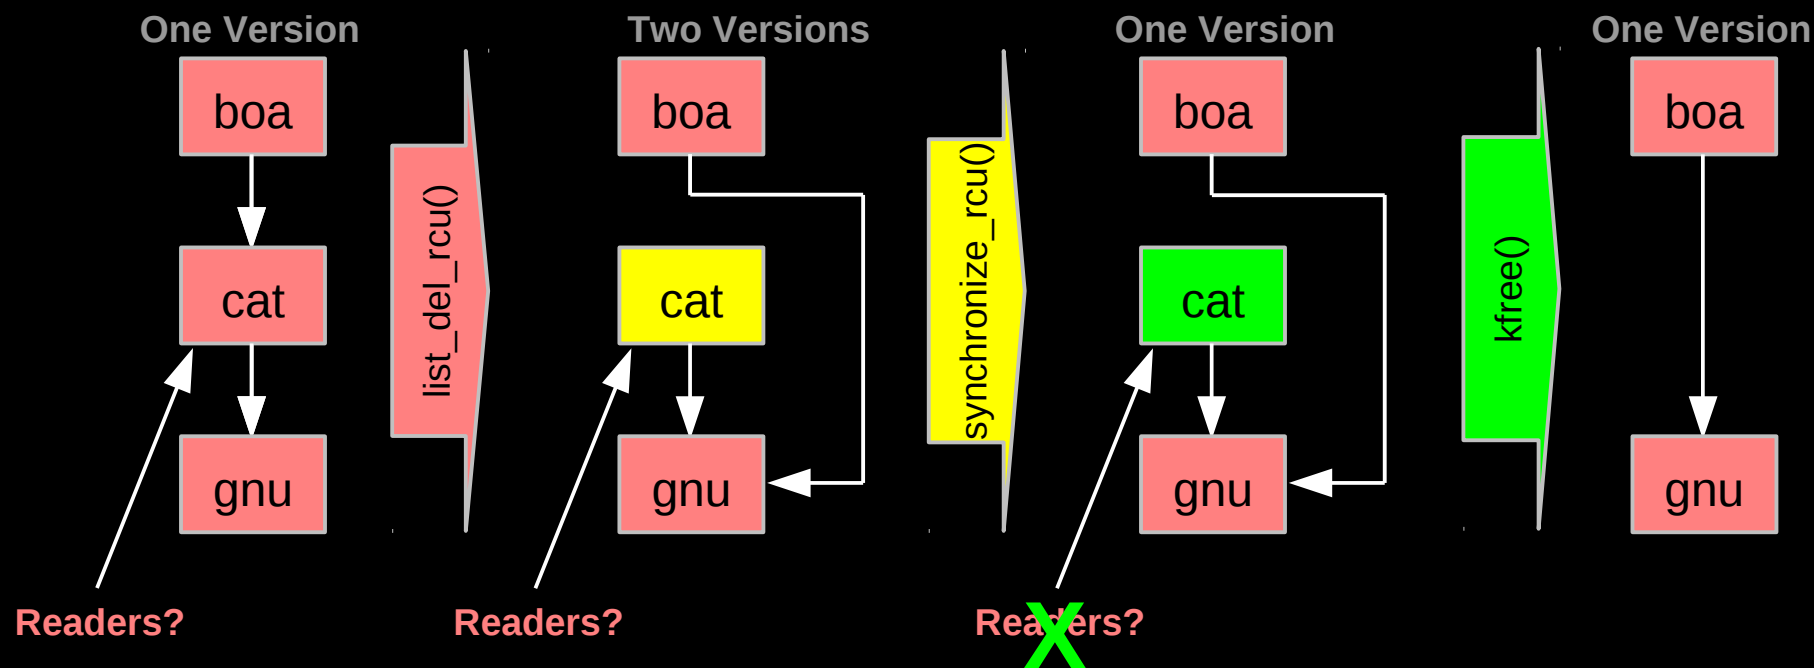 One Version
boa
cat
gnu
Readers?
list_del_rcu()
Two Versions
boa
cat
gnu
Readers?
synchronize_rcu()
One Version
boa
cat
gnu
Readers?
X
kfree()
One Version
boa
gnu